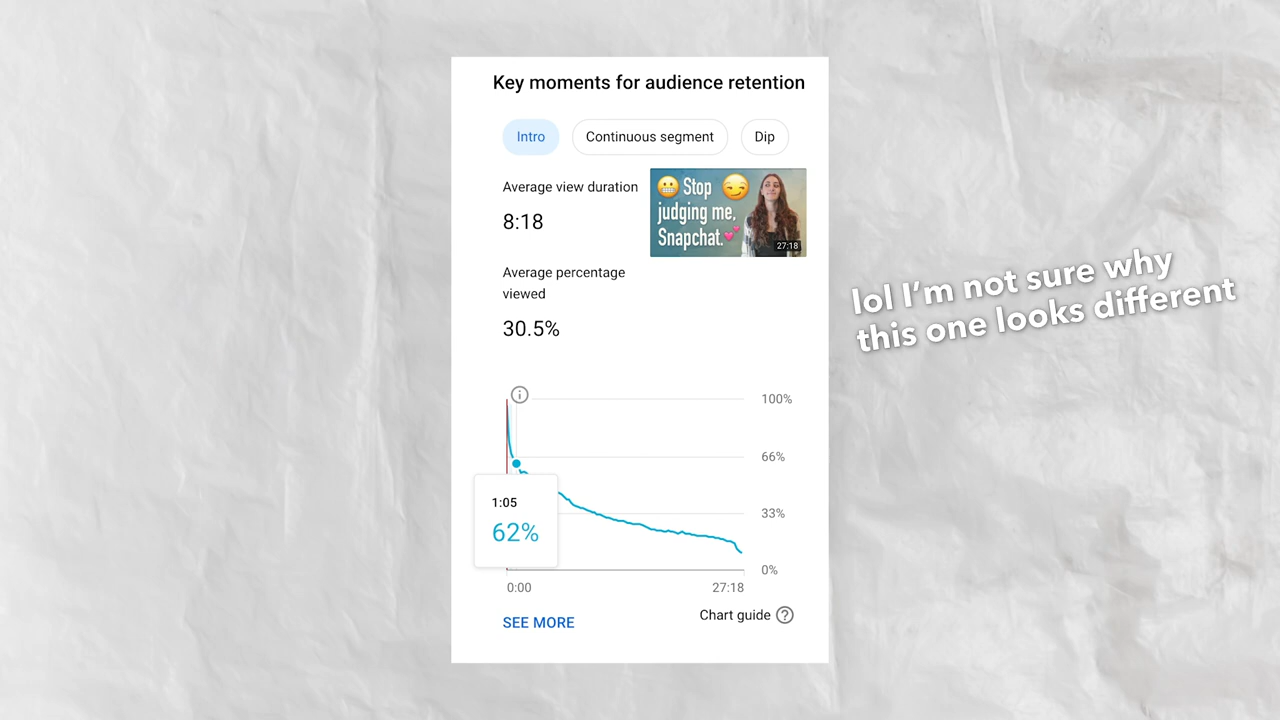 Key moments for audience retention
Intro
Continuous segment
Dip
Average view duration
8:18
😬 Stop 😏
judging me,
Snapchat.💕
27:18
Average percentage
viewed
30.5%
lol I'm not sure why
this one looks different
100%
66%
33%
0%
1:05
62%
0:00
27:18
SEE MORE
Chart guide